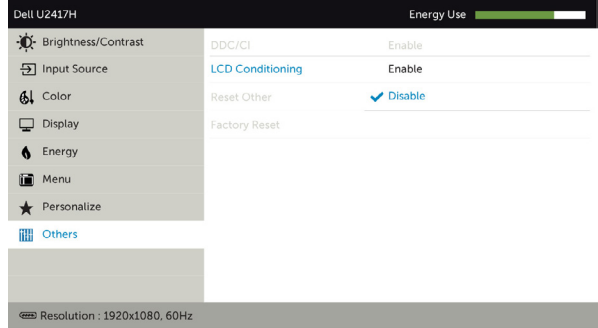 Dell U2417H Energy Use
Brightness/Contrast DDC/CI Enable
Input Source LCD Conditioning Enable
Color Reset Other Disable
Display Factory Reset
Energy
Menu
Personalize
Others
Resolution : 1920x1080, 60Hz